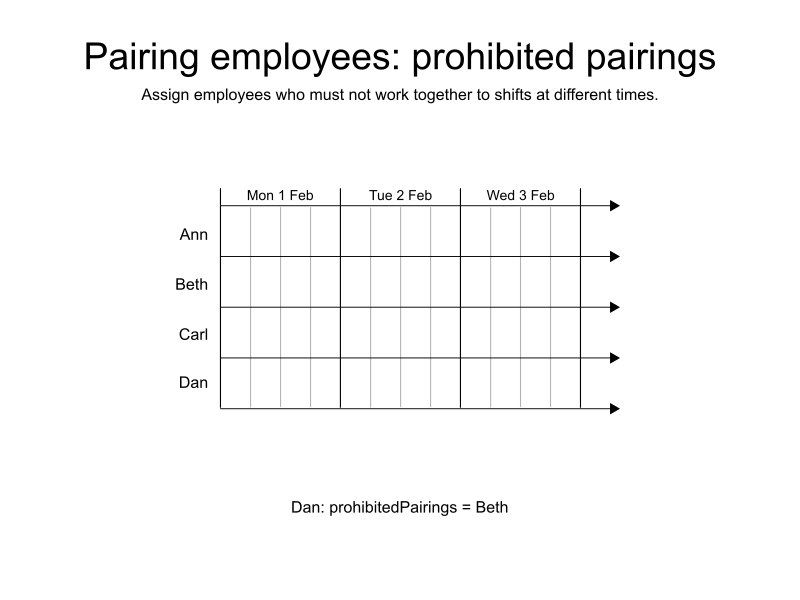 Pairing employees: prohibited pairings
Assign employees who must not work together to shifts at different times.
Mon 1 Feb Tue 2 Feb Wed 3 Feb
Ann
Beth
Carl
Dan
Dan: prohibitedPairings = Beth